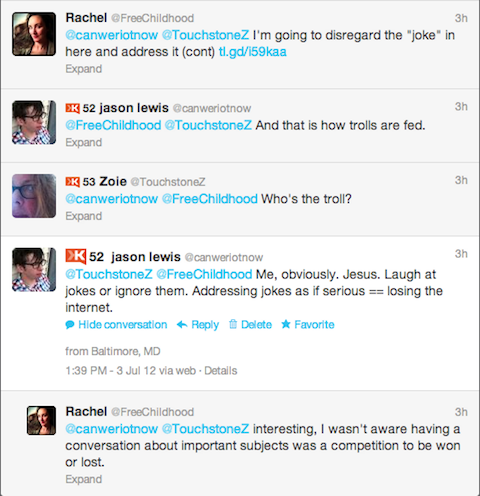 Rachel @FreeChildhood 3h
@canweriotnow @TouchstoneZ I'm going to disregard the "joke" in
here and address it (cont) tl.gd/i59kaa
Expand
K 52 jason lewis @canweriotnow 3h
@FreeChildhood @TouchstoneZ And that is how trolls are fed.
Expand
K 53 Zoie @TouchstoneZ 3h
@canweriotnow @FreeChildhood Who's the troll?
Expand
K 52 jason lewis @canweriotnow 3h
@TouchstoneZ @FreeChildhood Me, obviously. Jesus. Laugh at
jokes or ignore them. Addressing jokes as if serious == losing the
internet.
Hide conversation Reply Delete Favorite
from Baltimore, MD
1:39 PM - 3 Jul 12 via web · Details
Rachel @FreeChildhood 3h
@canweriotnow @TouchstoneZ interesting, I wasn't aware having a
conversation about important subjects was a competition to be won
or lost.
Expand